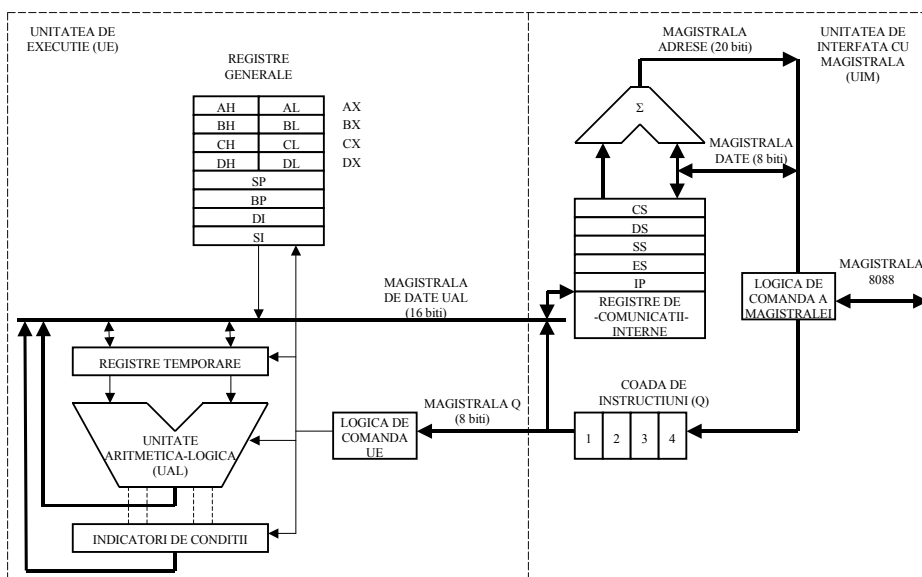 UNITATEA DE
EXECUTIE (UE)
REGISTRE
GENERALE
AH AL AX
BH BL BX
CH CL CX
DH DL DX
SP
BP
DI
SI
MAGISTRALA
DE DATE UAL
(16 biti)
REGISTRE TEMPORARE
UNITATE
ARITMETICA-LOGICA
(UAL)
INDICATORI DE CONDITII
LOGICA DE
COMANDA
UE
MAGISTRALA Q
(8 biti)
MAGISTRALA
ADRESE (20 biti)
UNITATEA DE
INTERFATA CU
MAGISTRALA
(UIM)
Σ
MAGISTRALA
DATE (8 biti)
CS
DS
SS
ES
IP
REGISTRE DE
-COMUNICATII-
INTERNE
LOGICA DE
COMANDA A
MAGISTRALEI
MAGISTRALA
8088
COADA DE
INSTRUCTIUNI (Q)
1 2 3 4